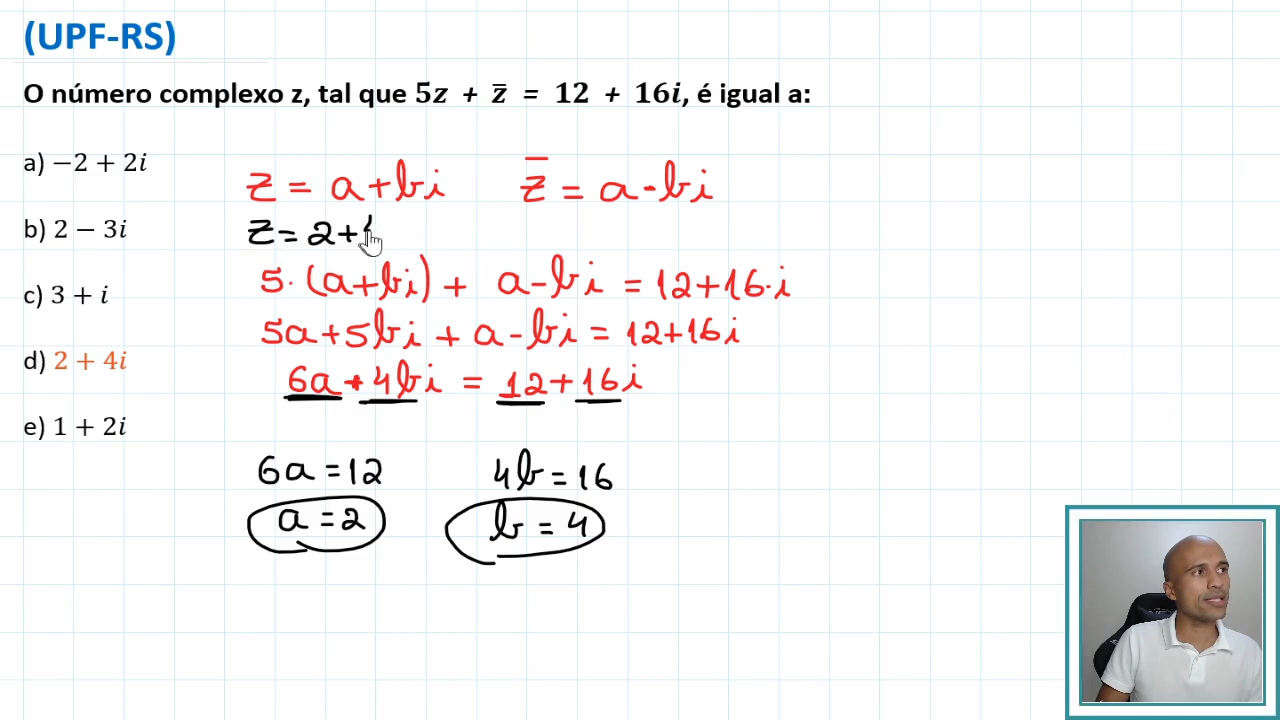 (UPF-RS)
O número complexo z, tal que 5z + z̄ = 12 + 16i, é igual a:
a) −2 + 2i
z = a+bi z̄ = a-bi
b) 2 − 3i
z = 2+
5·(a+bi) + a-bi = 12+16·i
c) 3 + i
5a+5bi + a-bi = 12+16i
d) 2 + 4i
6a+4bi = 12+16i
e) 1 + 2i
6a = 12 4b = 16
a = 2 b = 4